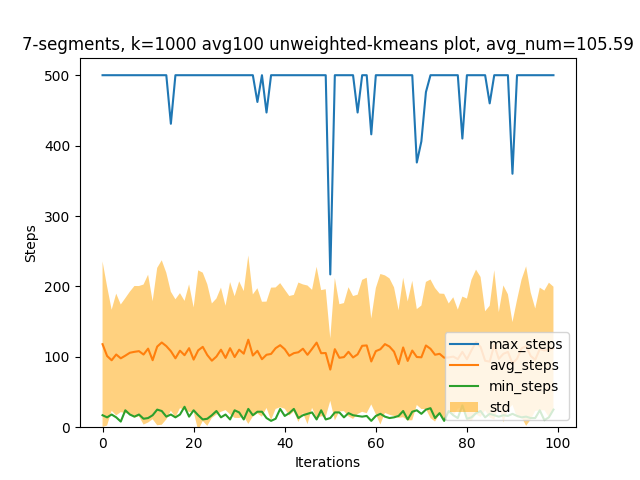 7-segments, k=1000 avg100 unweighted-kmeans plot, avg_num=105.59
500
400
300
200
100
0
Steps
0
20
40
60
80
100
Iterations
max_steps
avg_steps
min_steps
std